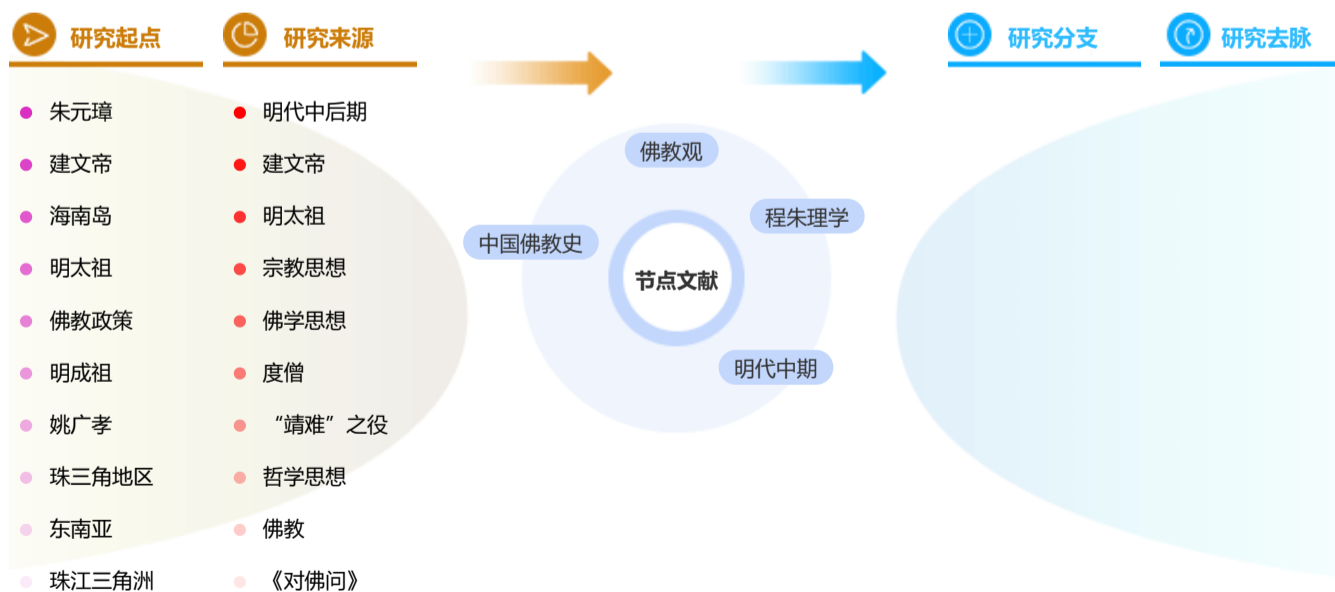 研究起点
研究来源
研究分支
研究去脉
朱元璋
建文帝
海南岛
明太祖
佛教政策
明成祖
姚广孝
珠三角地区
东南亚
珠江三角洲
明代中后期
建文帝
明太祖
宗教思想
佛学思想
度僧
“靖难”之役
哲学思想
佛教
《对佛问》
佛教观
程朱理学
中国佛教史
节点文献
明代中期